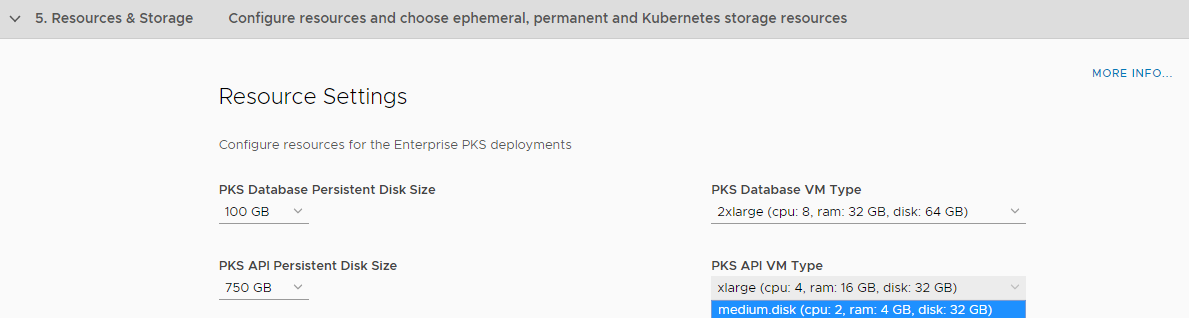 5. Resources & Storage Configure resources and choose ephemeral, permanent and Kubernetes storage resources
MORE INFO...
Resource Settings
Configure resources for the Enterprise PKS deployments
PKS Database Persistent Disk Size PKS Database VM Type
100 GB 2xlarge (cpu: 8, ram: 32 GB, disk: 64 GB)
PKS API Persistent Disk Size PKS API VM Type
750 GB xlarge (cpu: 4, ram: 16 GB, disk: 32 GB)
medium.disk (cpu: 2, ram: 4 GB, disk: 32 GB)